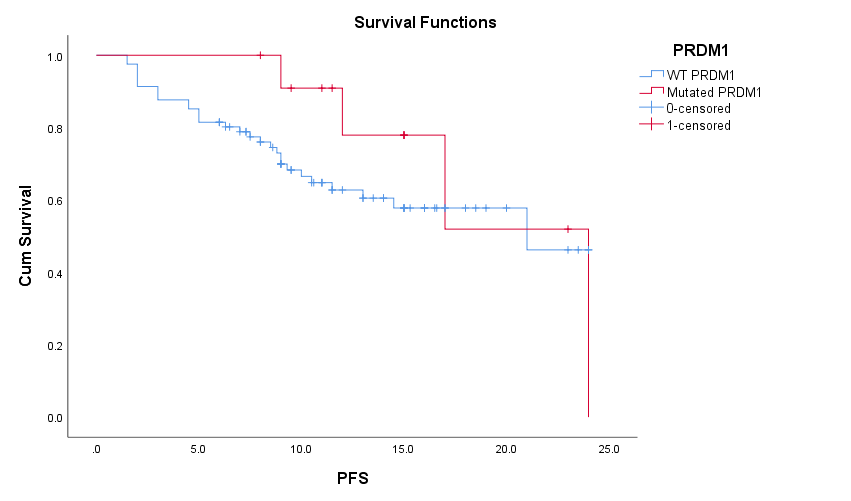 Survival Functions
PRDM1
WT PRDM1
Mutated PRDM1
0-censored
1-censored
Cum Survival
1.0
0.8
0.6
0.4
0.2
0.0
.0 5.0 10.0 15.0 20.0 25.0
PFS